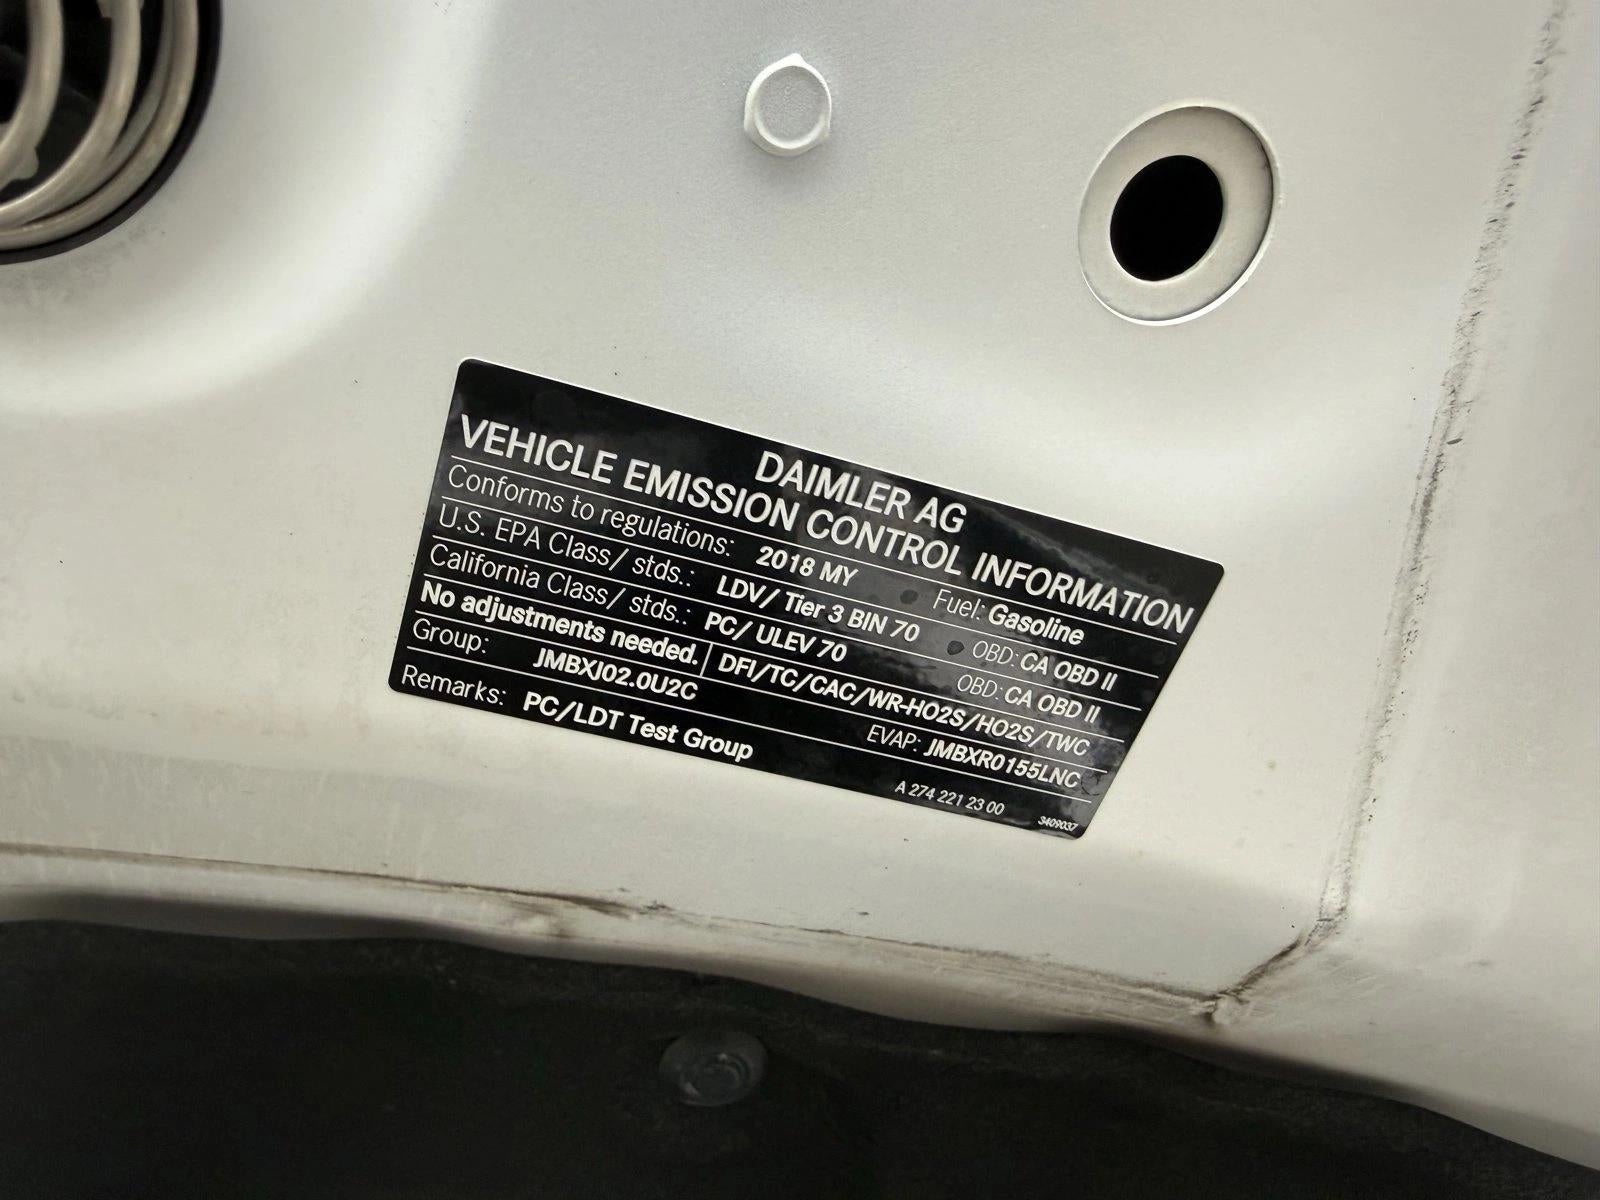 DAIMLER AG
VEHICLE EMISSION CONTROL INFORMATION
Conforms to regulations: 2018 MY Fuel: Gasoline
U.S. EPA Class/ stds.: LDV/ Tier 3 BIN 70 OBD: CA OBD II
California Class/ stds.: PC/ ULEV 70 OBD: CA OBD II
No adjustments needed. DFI/TC/CAC/WR-HO2S/HO2S/TWC
Group: JMBXJ02.0U2C EVAP: JMBXR0155LNC
Remarks: PC/LDT Test Group
A 274 221 23 00
3409037